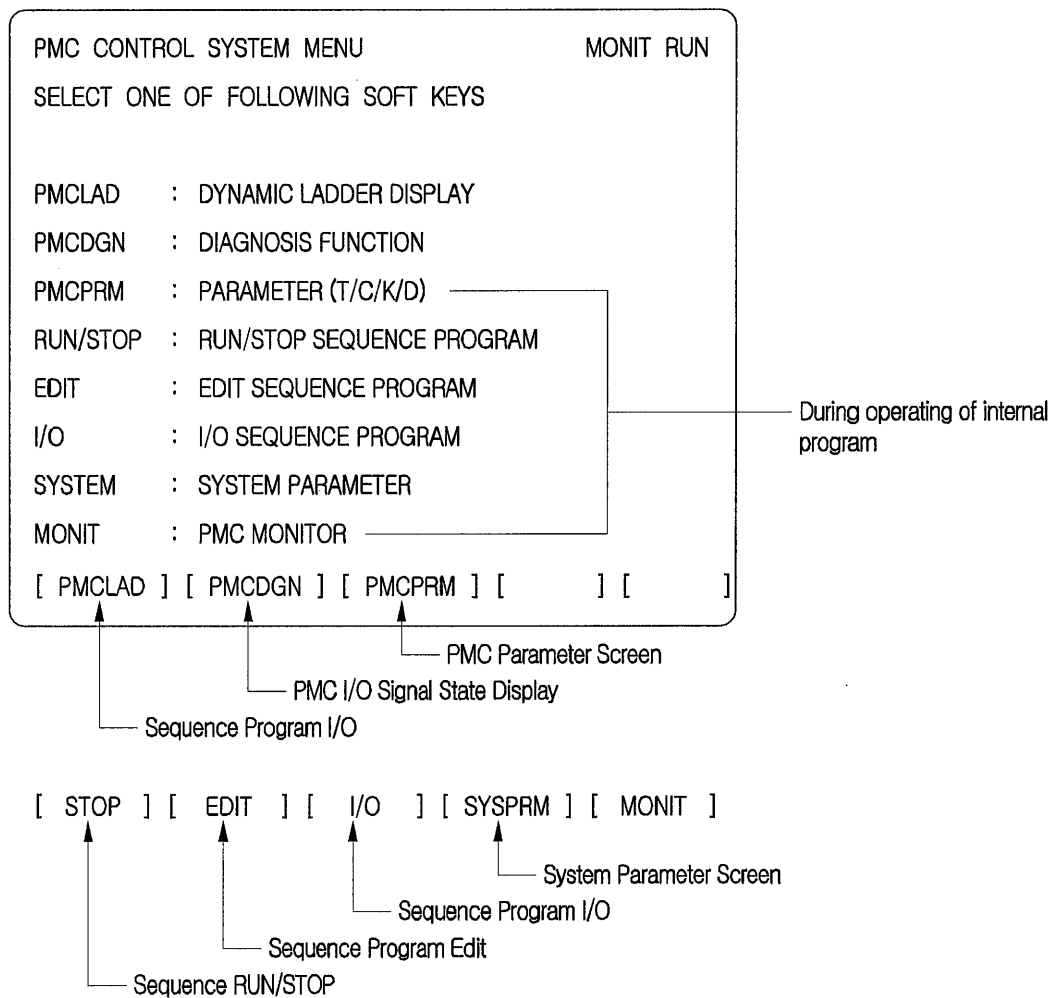 PMC CONTROL SYSTEM MENU MONIT RUN
SELECT ONE OF FOLLOWING SOFT KEYS
PMCLAD : DYNAMIC LADDER DISPLAY
PMCDGN : DIAGNOSIS FUNCTION
PMCPRM : PARAMETER (T/C/K/D)
RUN/STOP : RUN/STOP SEQUENCE PROGRAM
EDIT : EDIT SEQUENCE PROGRAM
I/O : I/O SEQUENCE PROGRAM
SYSTEM : SYSTEM PARAMETER
MONIT : PMC MONITOR
During operating of internal
program
[ PMCLAD ] [ PMCDGN ] [ PMCPRM ] [ ] [ ]
PMC Parameter Screen
PMC I/O Signal State Display
Sequence Program I/O
[ STOP ] [ EDIT ] [ I/O ] [ SYSPRM ] [ MONIT ]
System Parameter Screen
Sequence Program I/O
Sequence Program Edit
Sequence RUN/STOP